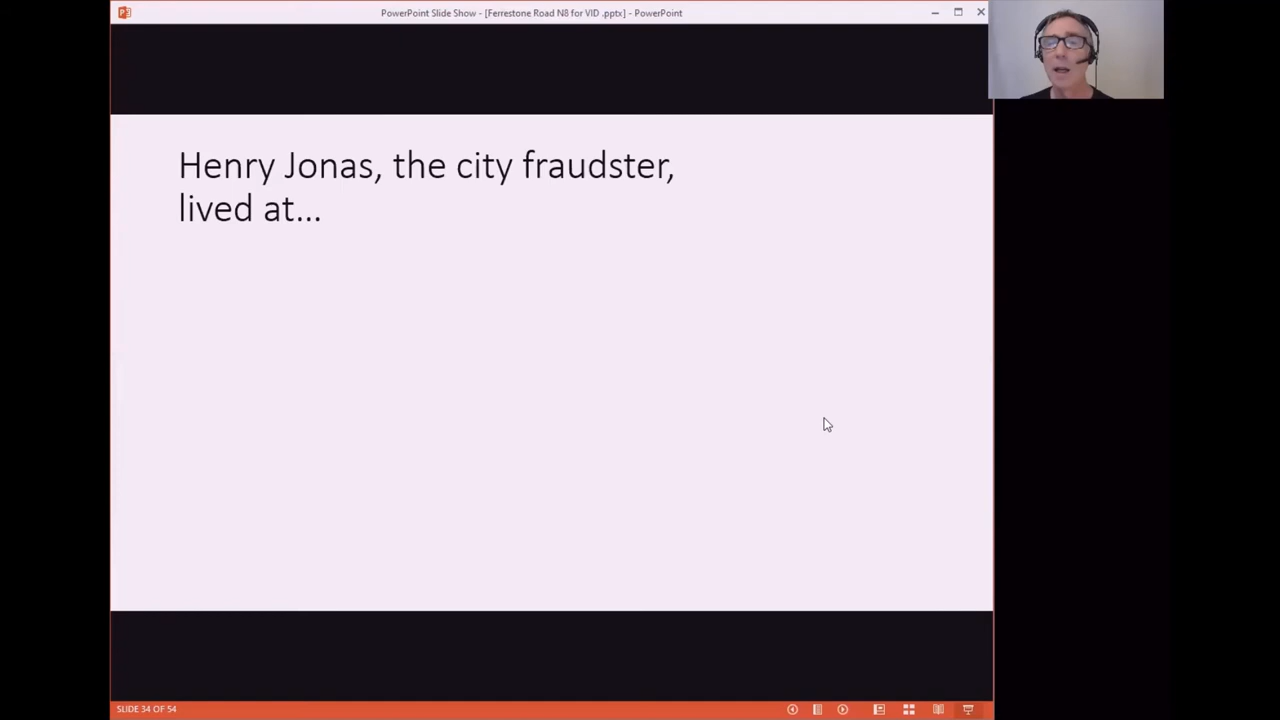 PowerPoint Slide Show - [Ferrestone Road N8 for VID .pptx] - PowerPoint
Henry Jonas, the city fraudster,
lived at...
SLIDE 34 OF 54